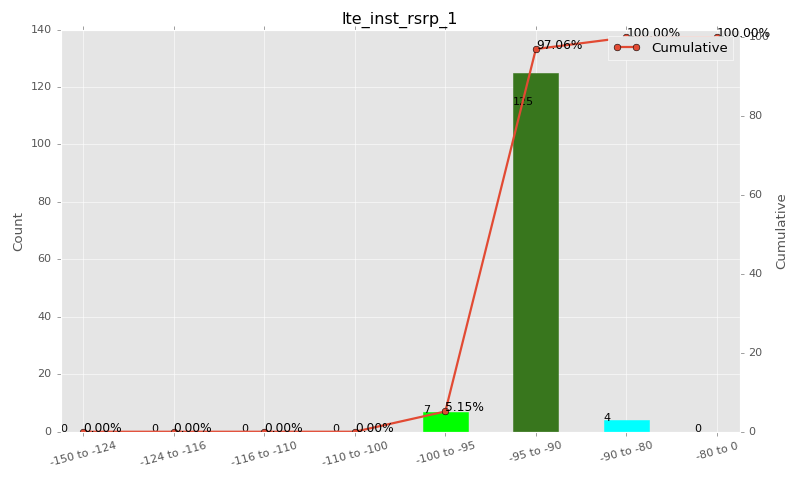 lte_inst_rsrp_1
140
120
100
80
60
40
20
0
Count
100
80
60
40
20
0
Cumulative
Cumulative
0
0
0
0
7
125
4
0
0.00%
0.00%
0.00%
0.00%
5.15%
97.06%
100.00%
100.00%
-150 to -124
-124 to -116
-116 to -110
-110 to -100
-100 to -95
-95 to -90
-90 to -80
-80 to 0